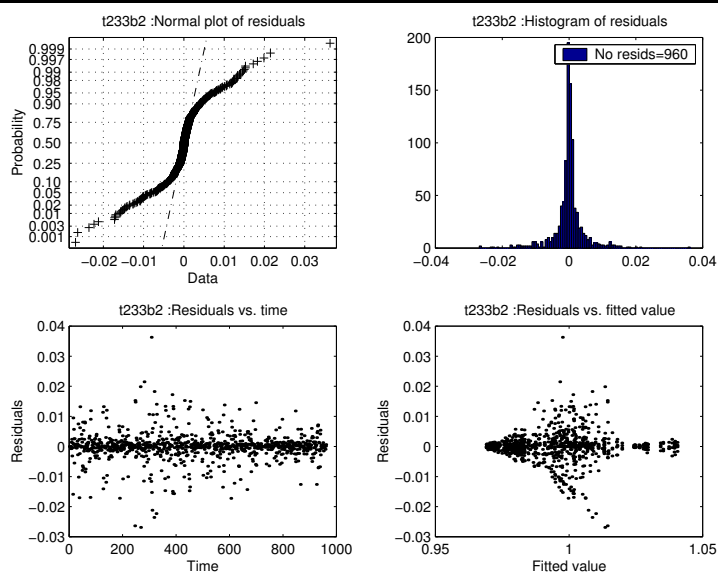 t233b2 :Normal plot of residuals
0.999
0.997
0.99
0.98
0.95
0.90
0.75
0.50
0.25
0.10
0.05
0.02
0.01
0.003
0.001
Probability
−0.02 −0.01 0 0.01 0.02 0.03
Data
t233b2 :Histogram of residuals
No resids=960
200
150
100
50
0
−0.04 −0.02 0 0.02 0.04
t233b2 :Residuals vs. time
0.04
0.03
0.02
0.01
0
−0.01
−0.02
−0.03
Residuals
0 200 400 600 800 1000
Time
t233b2 :Residuals vs. fitted value
0.04
0.03
0.02
0.01
0
−0.01
−0.02
−0.03
Residuals
0.95 1 1.05
Fitted value